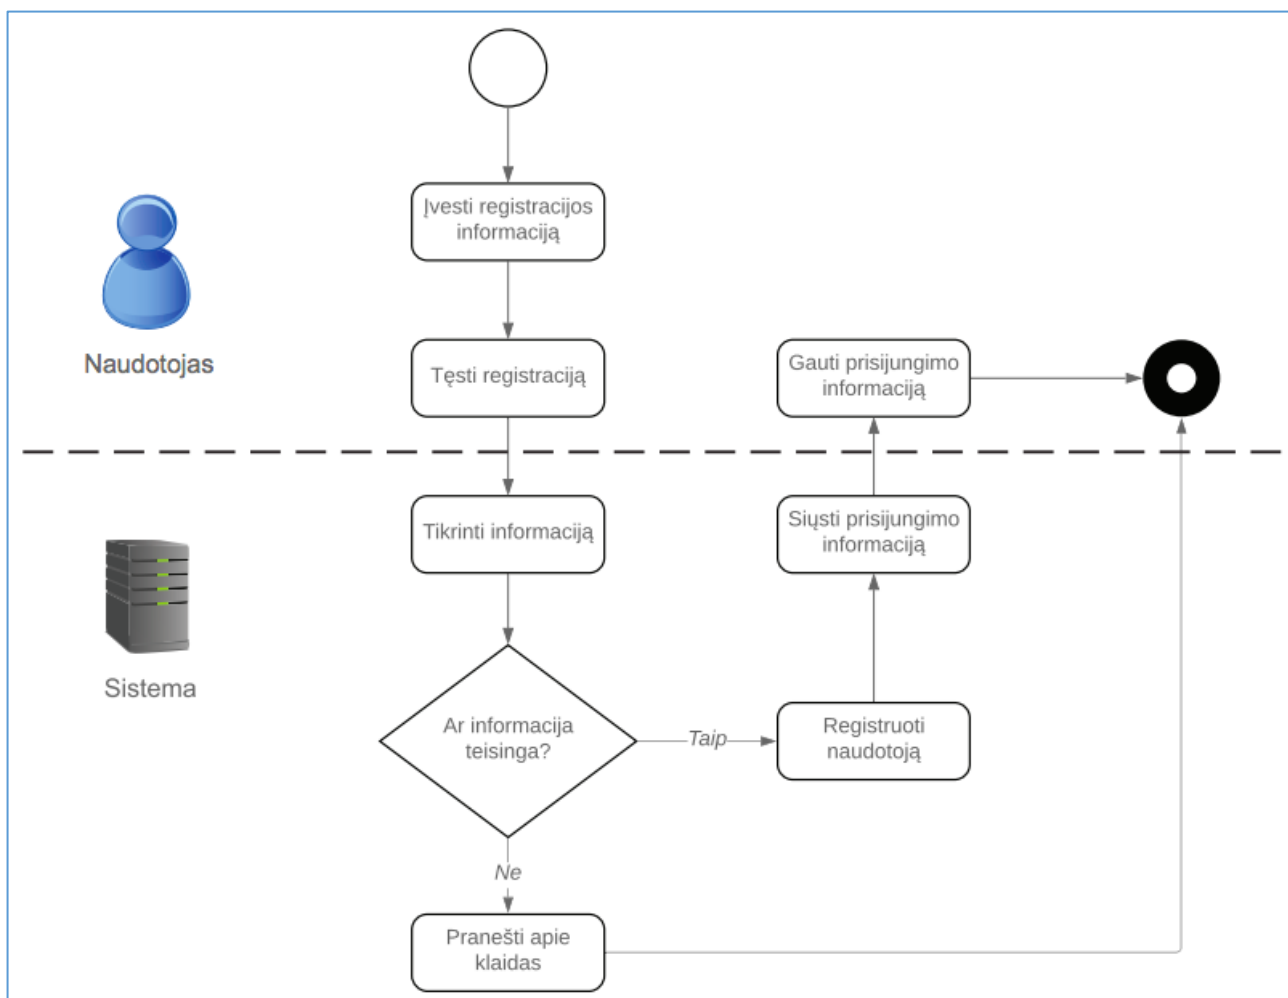 Įvesti registracijos
informaciją
Naudotojas
Tęsti registraciją
Gauti prisijungimo
informaciją
Tikrinti informaciją
Siųsti prisijungimo
informaciją
Sistema
Ar informacija
teisinga?
Taip
Registruoti
naudotoją
Ne
Pranešti apie
klaidas